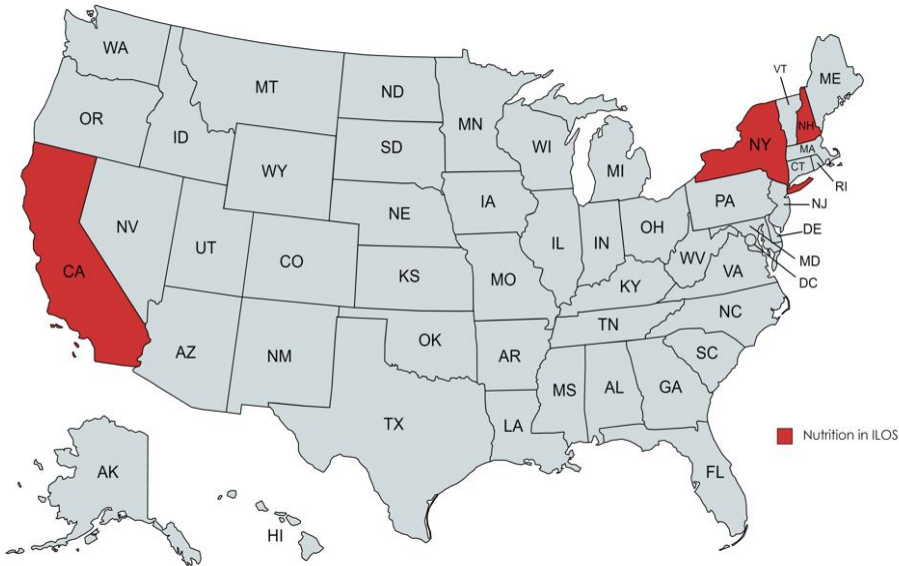 WA
MT
ND
MN
VT
ME
OR
ID
SD
WI
NY
NH
MA
WY
MI
CT
RI
IA
PA
NJ
NE
NV
OH
DE
UT
IL
IN
CA
CO
WV
MD
KS
MO
VA
DC
KY
NC
TN
OK
AZ
NM
AR
SC
MS
AL
GA
TX
LA
Nutrition in ILOS
AK
FL
HI